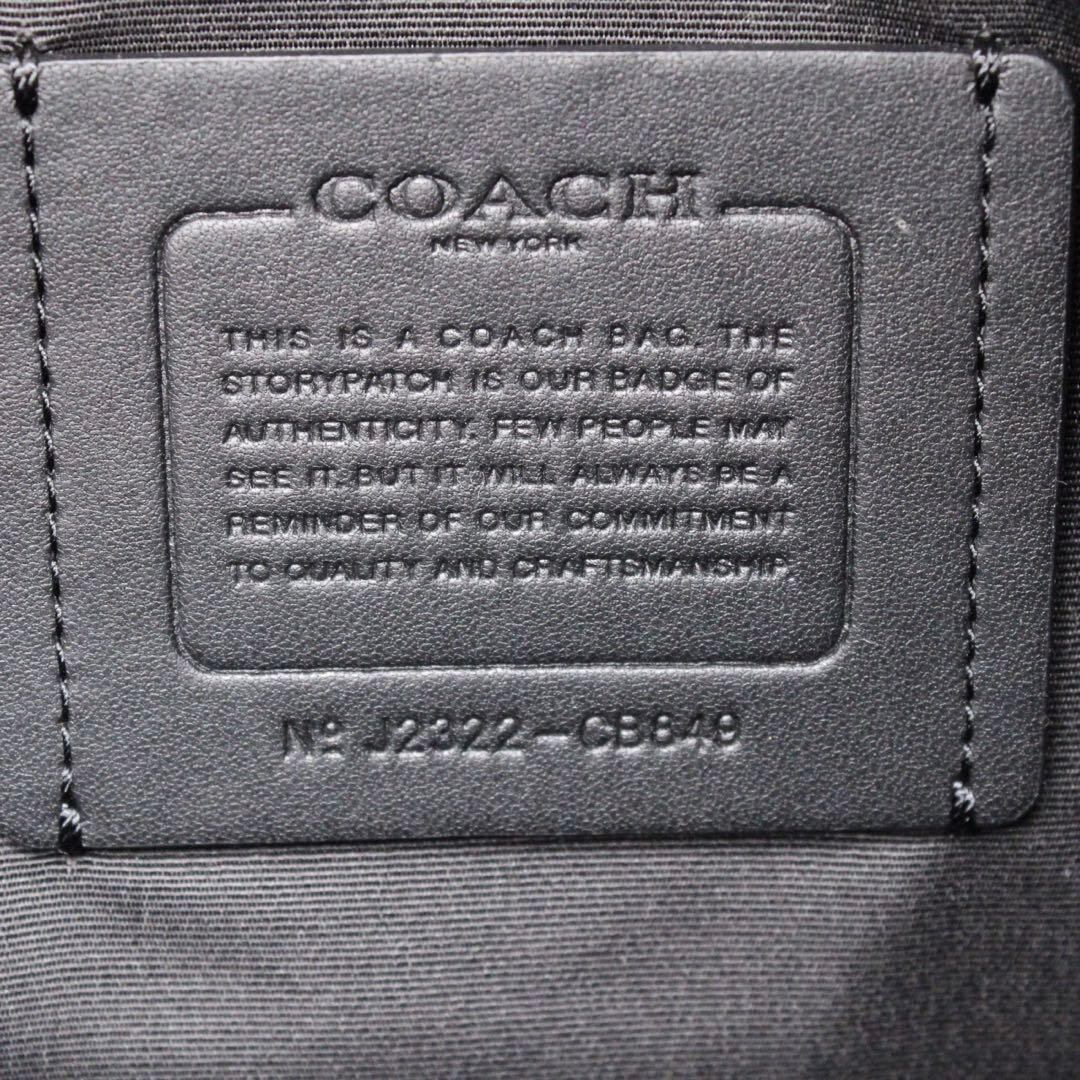 COACH
NEW YORK
THIS IS A COACH BAG. THE
STORYPATCH IS OUR BADGE OF
AUTHENTICITY. FEW PEOPLE MAY
SEE IT. BUT IT WILL ALWAYS BE A
REMINDER OF OUR COMMITMENT
TO QUALITY AND CRAFTSMANSHIP.
Nº J2322-CB849